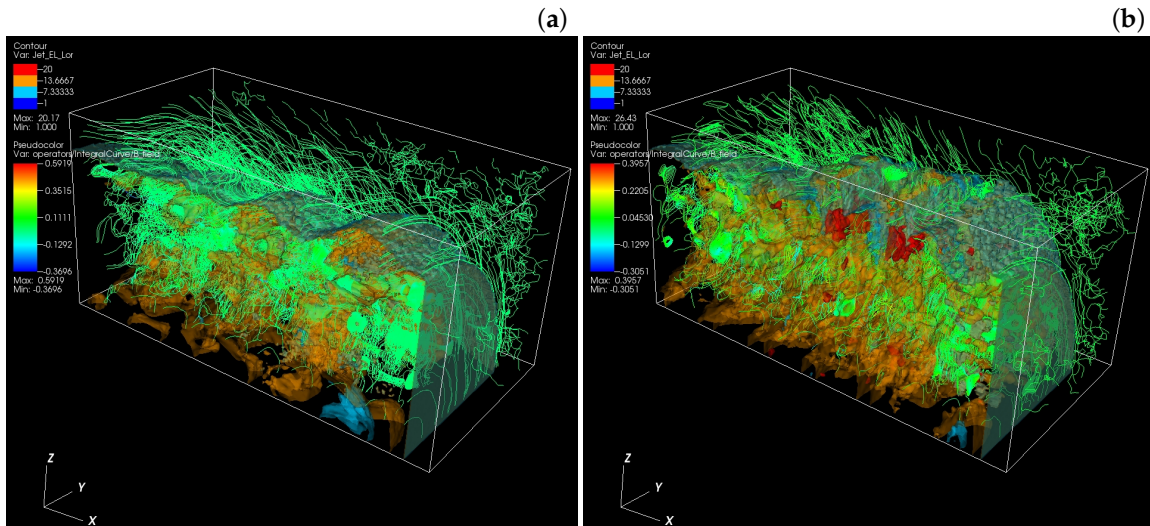 (a)
Contour
Var: Jet_EL_Lor
20
13.6667
7.33333
1
Max: 20.17
Min: 1.000
Pseudocolor
Var: operators/IntegralCurve/B_field
0.5919
0.3515
0.1111
-0.1292
-0.3696
Max: 0.5919
Min: -0.3696
Z
Y
X
(b)
Contour
Var: Jet_EL_Lor
20
13.6667
7.33333
1
Max: 26.43
Min: 1.000
Pseudocolor
Var: operators/IntegralCurve/B_field
0.3957
0.2205
0.04530
-0.1299
-0.3051
Max: 0.3957
Min: -0.3051
Z
Y
X